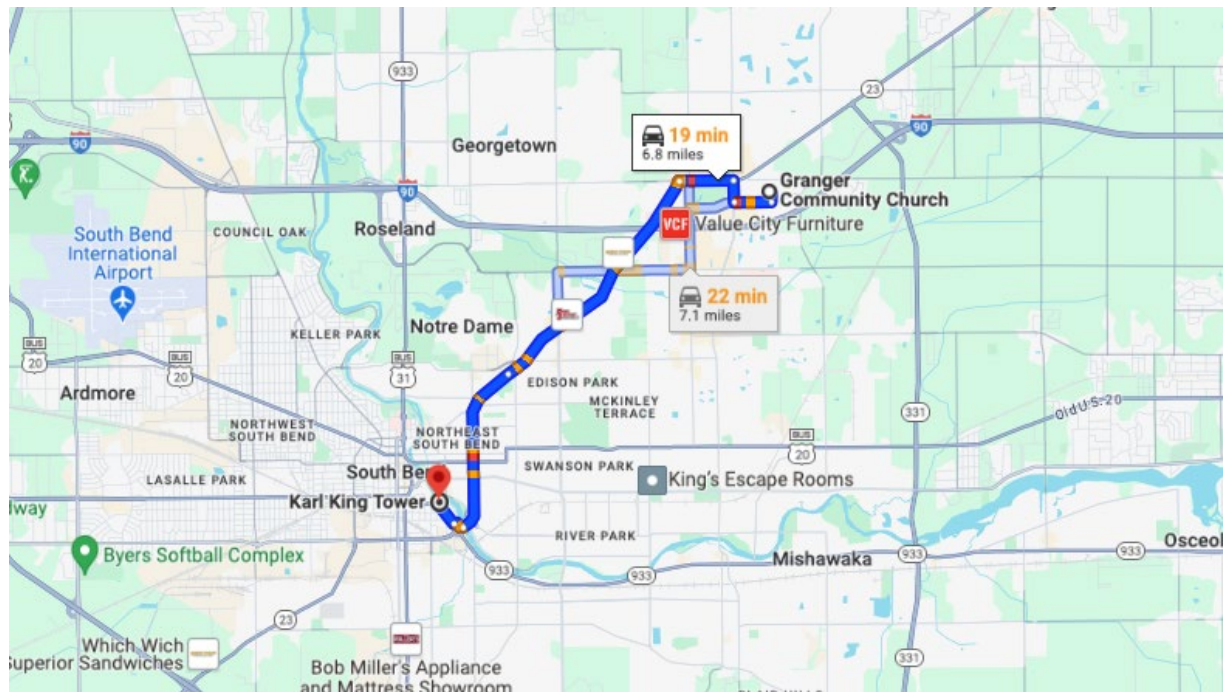 933
23
90
90
Georgetown
19 min
6.8 miles
Granger
Community Church
90
Roseland
COUNCIL OAK
VCF
Value City Furniture
South Bend
International
Airport
22 min
7.1 miles
KELLER PARK
Notre Dame
BUS
20
BUS
20
BUS
31
Ardmore
EDISON PARK
MCKINLEY
TERRACE
331
Old U.S. 20
NORTHWEST
SOUTH BEND
NORTHEAST
SOUTH BEND
BUS
20
South Be
SWANSON PARK
LASALLE PARK
King's Escape Rooms
Karl King Tower
dway
RIVER PARK
Byers Softball Complex
Mishawaka
933
933
Osceol
933
933
23
331
Which Wich
Superior Sandwiches
Bob Miller's Appliance
and Mattress Showroom